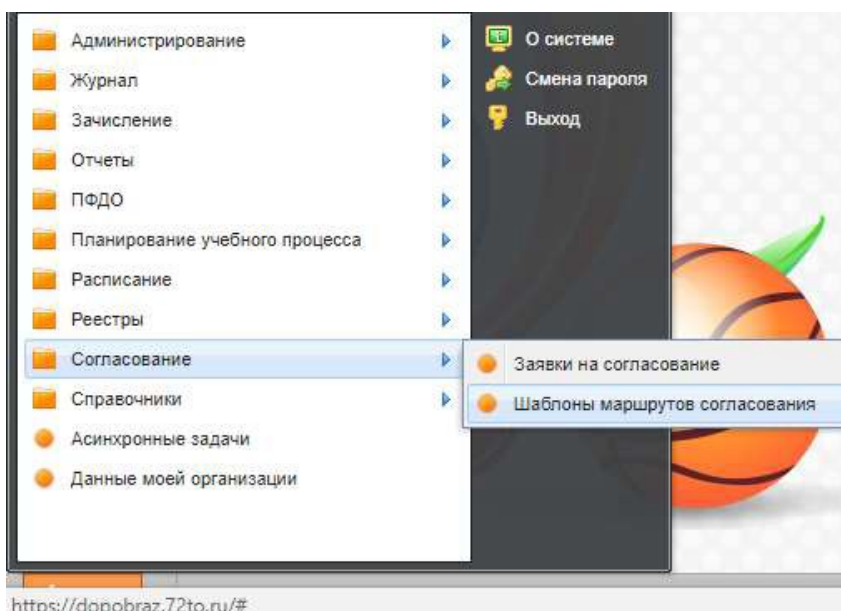 Администрирование
Журнал
Зачисление
Отчеты
ПФДО
Планирование учебного процесса
Расписание
Реестры
Согласование
Справочники
Асинхронные задачи
Данные моей организации
О системе
Смена пароля
Выход
Заявки на согласование
Шаблоны маршрутов согласования
https://dopobraz.72to.ru/#